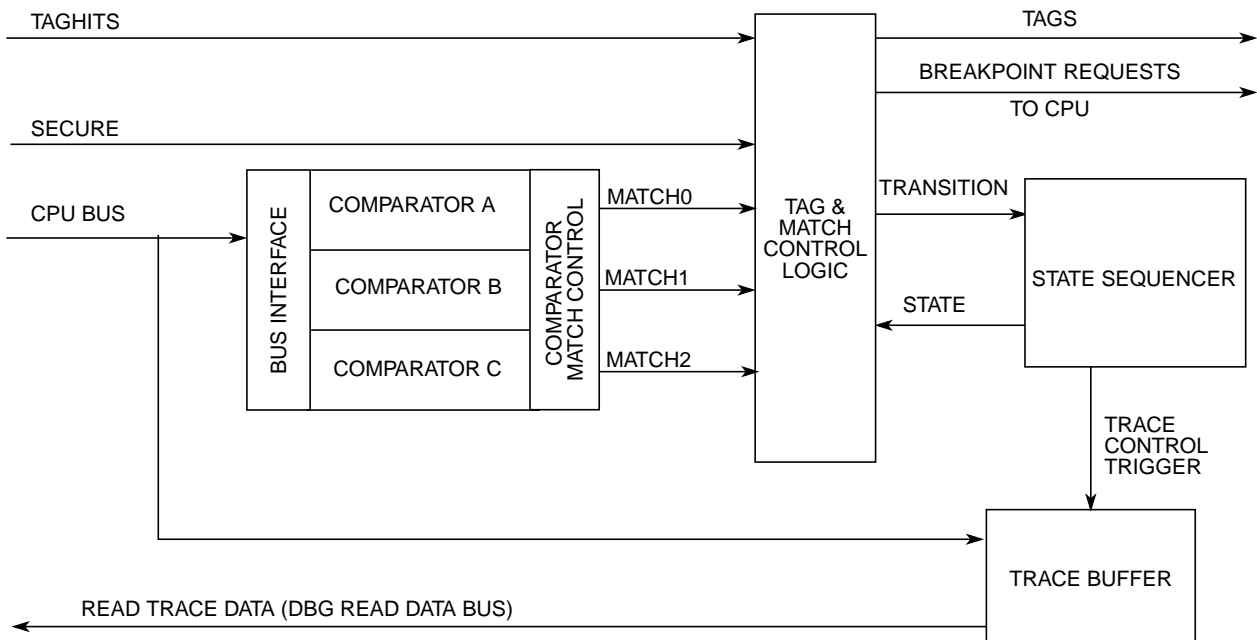 TAGHITS
TAGS
BREAKPOINT REQUESTS
TO CPU
SECURE
CPU BUS
BUS INTERFACE
COMPARATOR A
COMPARATOR B
COMPARATOR C
COMPARATOR
MATCH CONTROL
MATCH0
MATCH1
MATCH2
TAG &
MATCH
CONTROL
LOGIC
TRANSITION
STATE
STATE SEQUENCER
TRACE
CONTROL
TRIGGER
TRACE BUFFER
READ TRACE DATA (DBG READ DATA BUS)